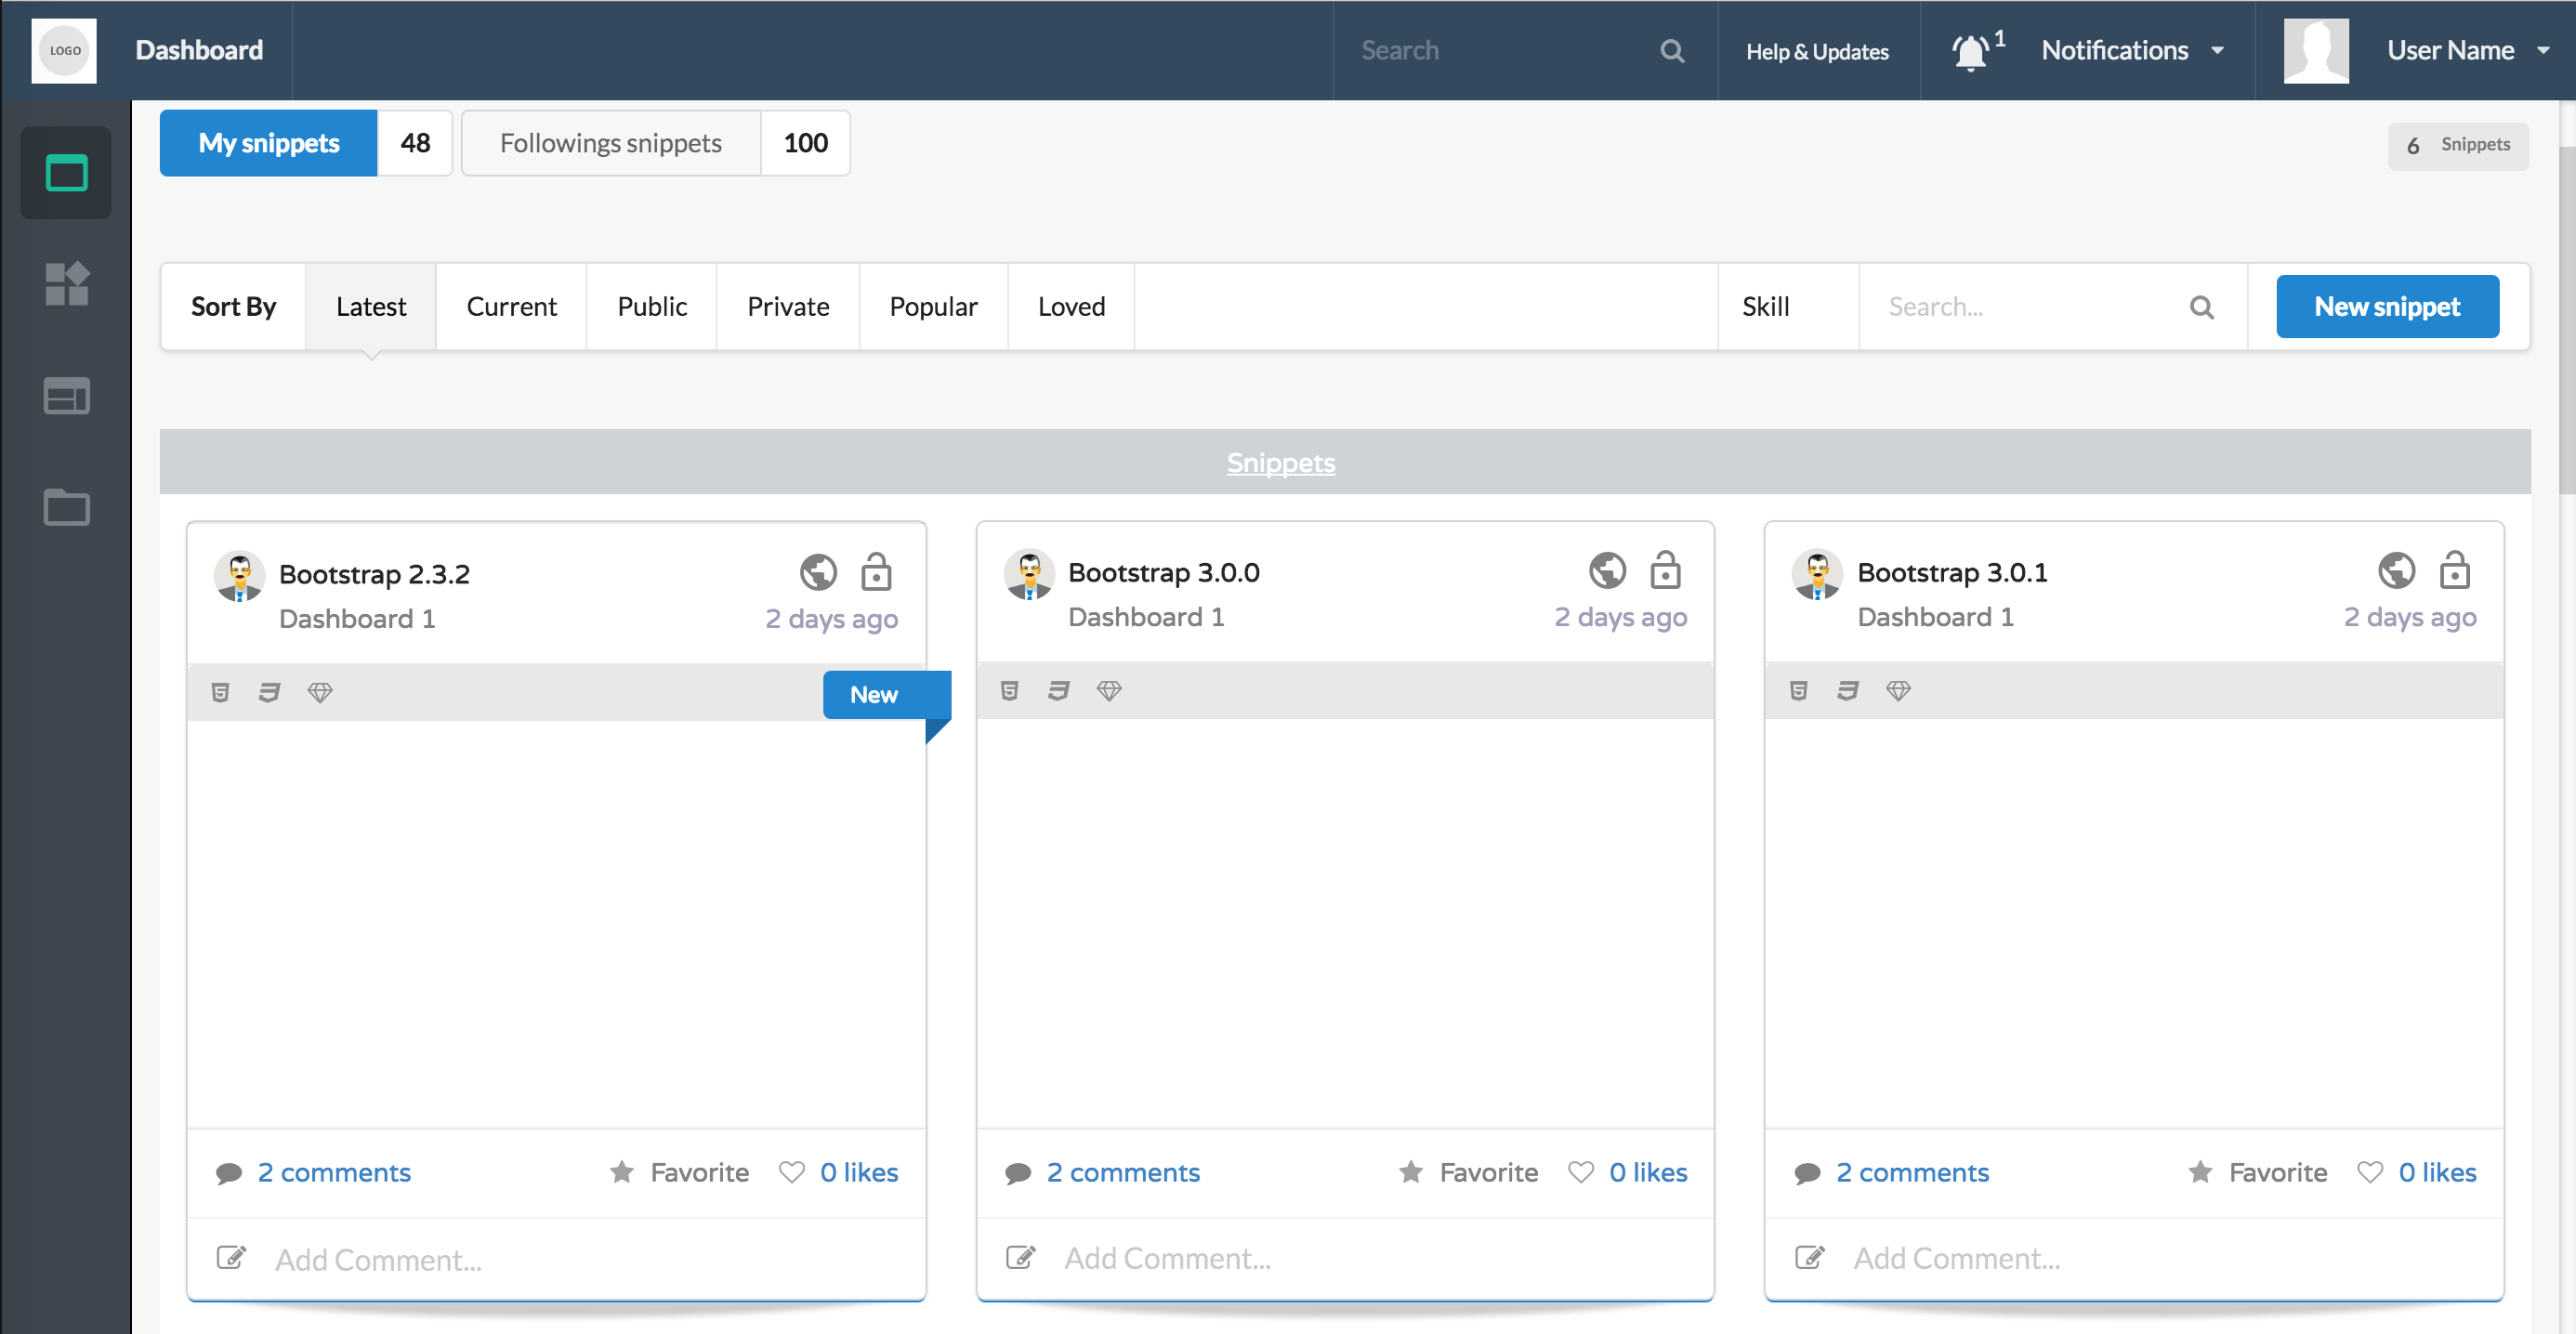 LOGO Dashboard Search Help & Updates 1 Notifications User Name
My snippets 48 Followings snippets 100 6 Snippets
Sort By Latest Current Public Private Popular Loved Skill Search... New snippet
Snippets
Bootstrap 2.3.2
Dashboard 1 2 days ago
New
2 comments Favorite 0 likes
Add Comment...
Bootstrap 3.0.0
Dashboard 1 2 days ago
2 comments Favorite 0 likes
Add Comment...
Bootstrap 3.0.1
Dashboard 1 2 days ago
2 comments Favorite 0 likes
Add Comment...